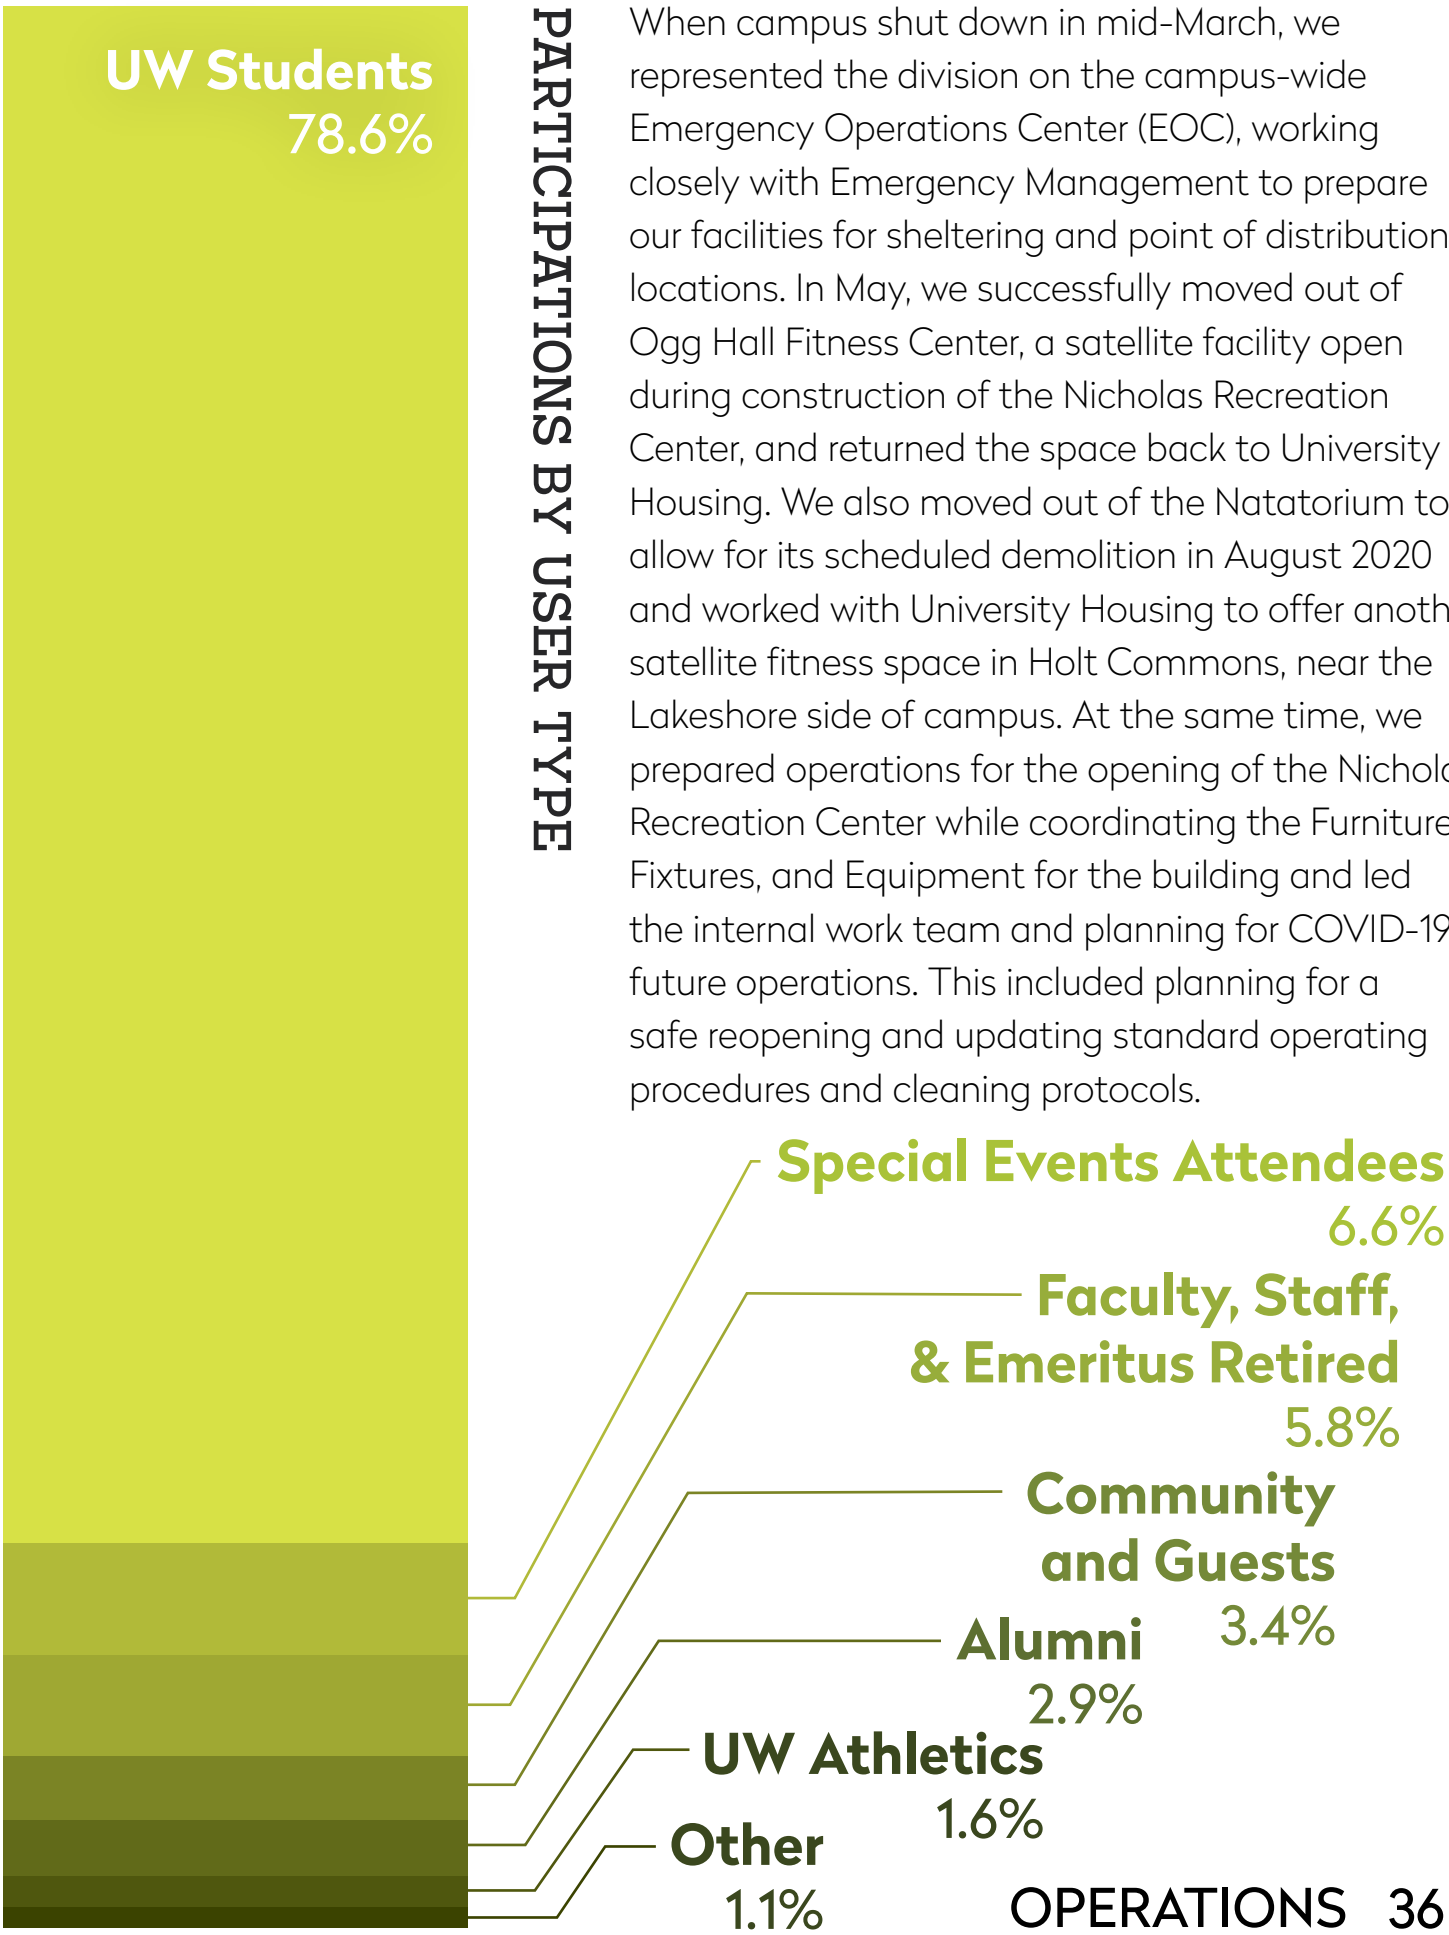 UW Students
78.6%
PARTICIPATIONS BY USER TYPE
When campus shut down in mid-March, we
represented the division on the campus-wide
Emergency Operations Center (EOC), working
closely with Emergency Management to prepare
our facilities for sheltering and point of distribution
locations. In May, we successfully moved out of
Ogg Hall Fitness Center, a satellite facility open
during construction of the Nicholas Recreation
Center, and returned the space back to University
Housing. We also moved out of the Natatorium to
allow for its scheduled demolition in August 2020
and worked with University Housing to offer anoth
satellite fitness space in Holt Commons, near the
Lakeshore side of campus. At the same time, we
prepared operations for the opening of the Nichol
Recreation Center while coordinating the Furniture
Fixtures, and Equipment for the building and led
the internal work team and planning for COVID-19
future operations. This included planning for a
safe reopening and updating standard operating
procedures and cleaning protocols.
Special Events Attendees
6.6%
Faculty, Staff,
& Emeritus Retired
5.8%
Community
and Guests
3.4%
Alumni
2.9%
UW Athletics
1.6%
Other
1.1%
OPERATIONS 36